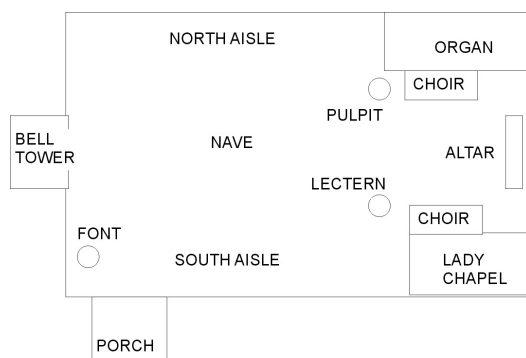 NORTH AISLE
ORGAN
CHOIR
PULPIT
BELL
TOWER
NAVE
ALTAR
LECTERN
CHOIR
FONT
SOUTH AISLE
LADY
CHAPEL
PORCH